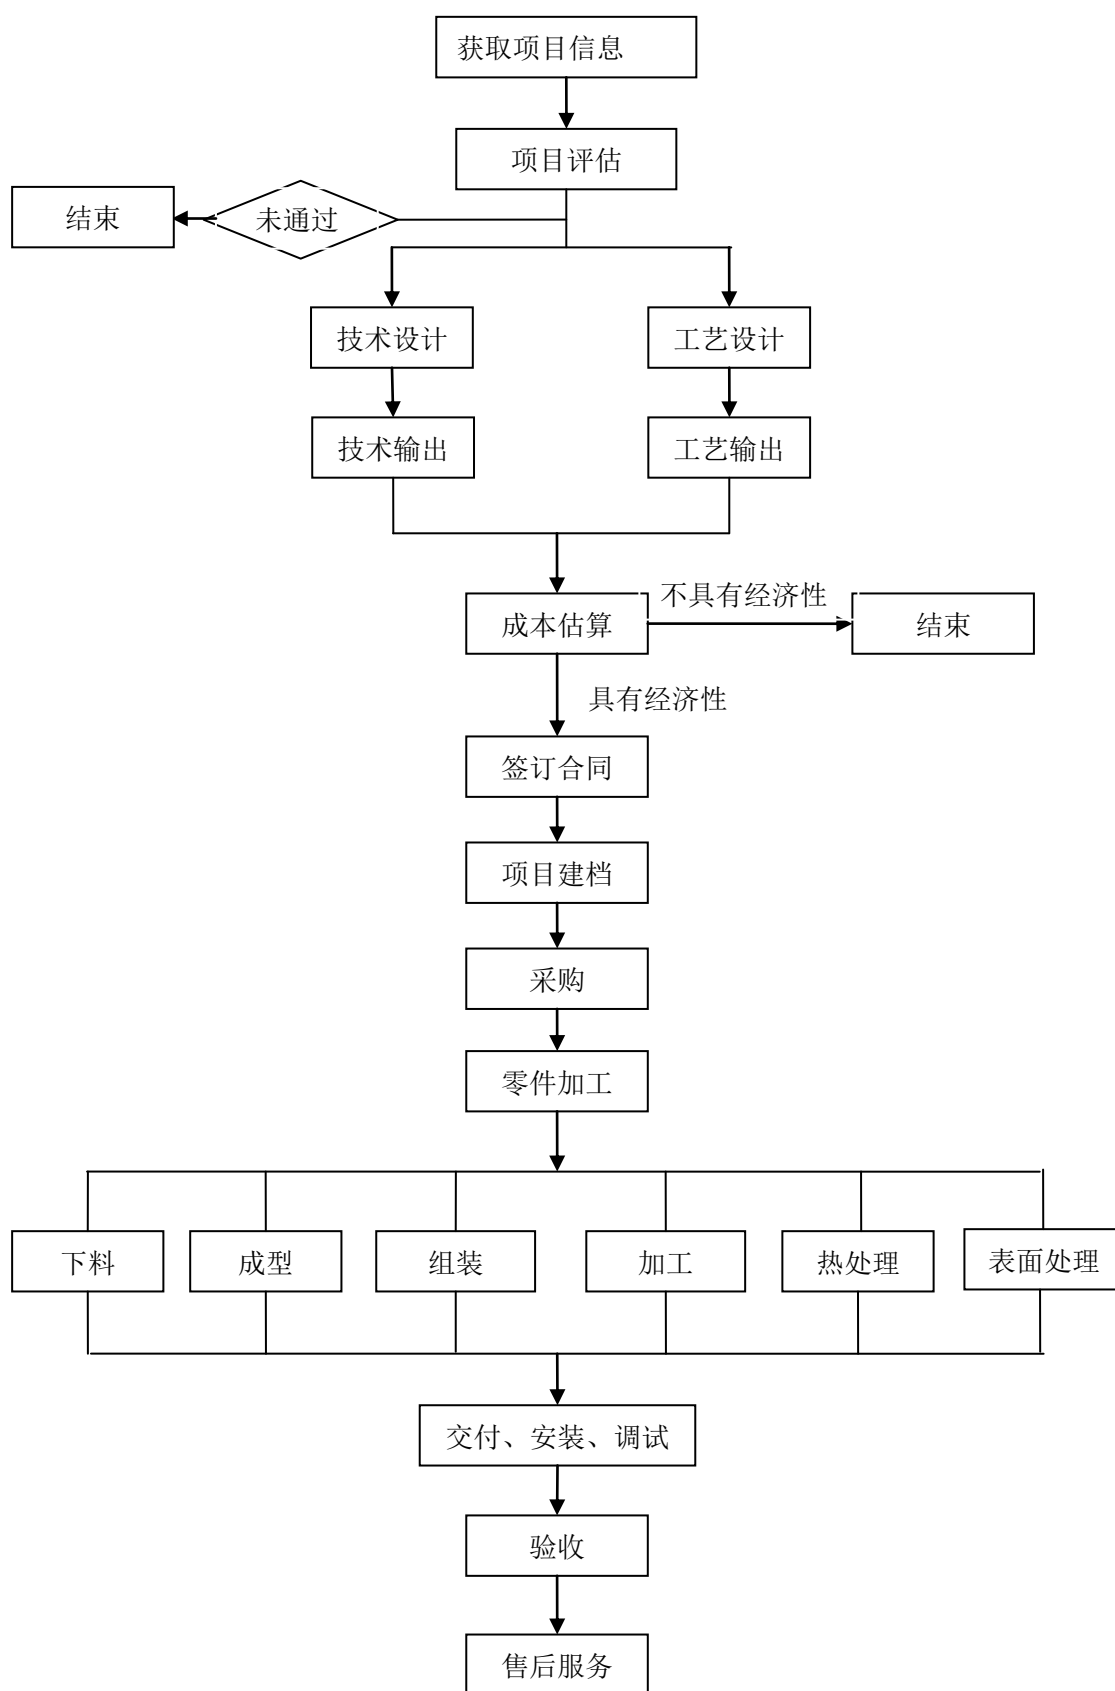 获取项目信息
项目评估
结束
未通过
技术设计
工艺设计
技术输出
工艺输出
不具有经济性
成本估算
结束
具有经济性
签订合同
项目建档
采购
零件加工
下料
成型
组装
加工
热处理
表面处理
交付、安装、调试
验收
售后服务